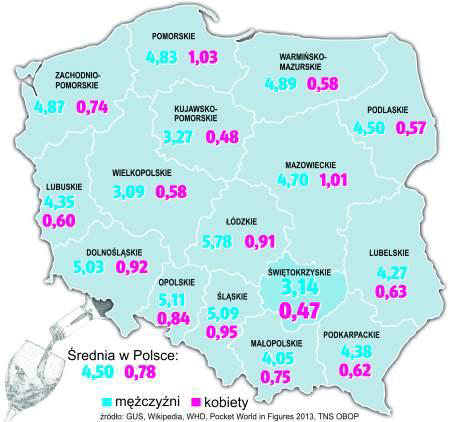 POMORSKIE
4,83 1,03
WARMIŃSKO-
MAZURSKIE
4,89 0,58
ZACHODNIO-
POMORSKIE
4,87 0,74
KUJAWSKO-
POMORSKIE
3,27 0,48
PODLASKIE
4,50 0,57
MAZOWIECKIE
4,70 1,01
WIELKOPOLSKIE
3,09 0,58
LUBUSKIE
4,35
0,60
ŁÓDZKIE
5,78 0,91
DOLNOŚLĄSKIE
5,03 0,92
LUBELSKIE
4,27
0,63
ŚWIĘTOKRZYSKIE
3,14
0,47
OPOLSKIE
5,11
0,84
ŚLĄSKIE
5,09
0,95
MAŁOPOLSKIE
4,05
0,75
PODKARPACKIE
4,38
0,62
Średnia w Polsce:
4,50 0,78
mężczyźni kobiety
źródło: GUS, Wikipedia, WHD, Pocket World in Figures 2013, TNS OBOP